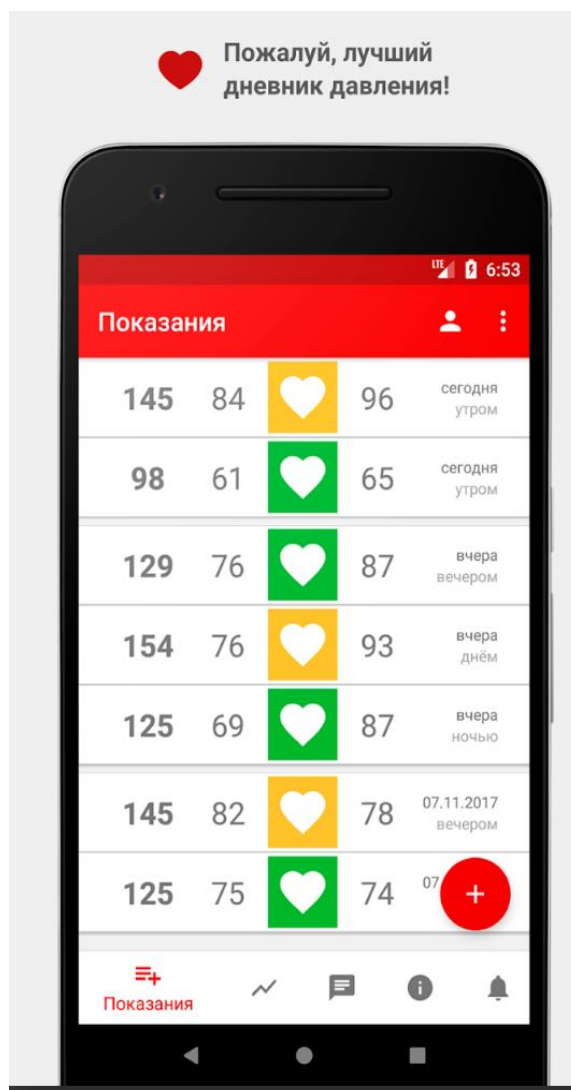 Пожалуй, лучший
дневник давления!
LTE 6:53
Показания
145 84 96 сегодня
утром
98 61 65 сегодня
утром
129 76 87 вчера
вечером
154 76 93 вчера
днём
125 69 87 вчера
ночью
145 82 78 07.11.2017
вечером
125 75 74 07
+
Показания